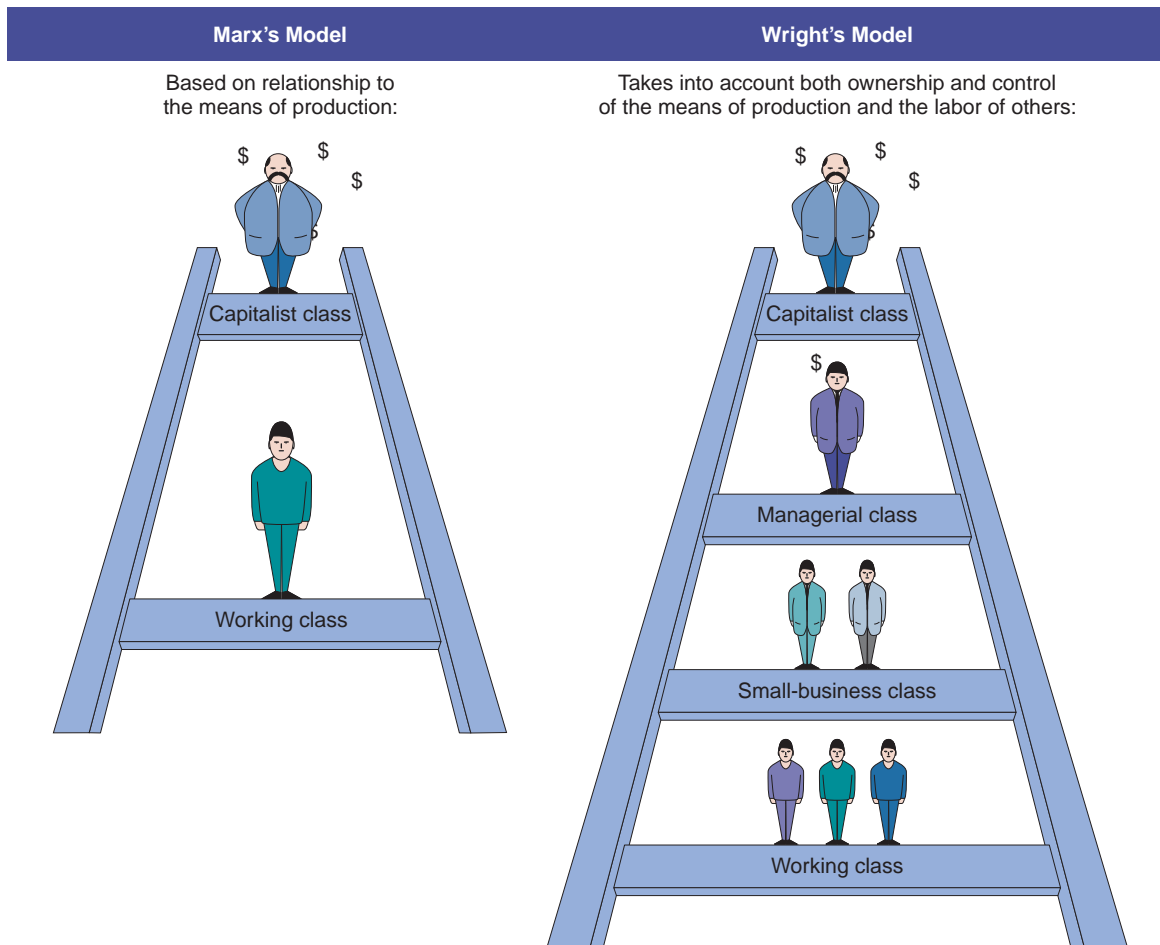 Marx's Model
Based on relationship to
the means of production:
$
$
$
$
Capitalist class
Working class
Wright's Model
Takes into account both ownership and control
of the means of production and the labor of others:
$
$
$
$
Capitalist class
$
Managerial class
Small-business class
Working class